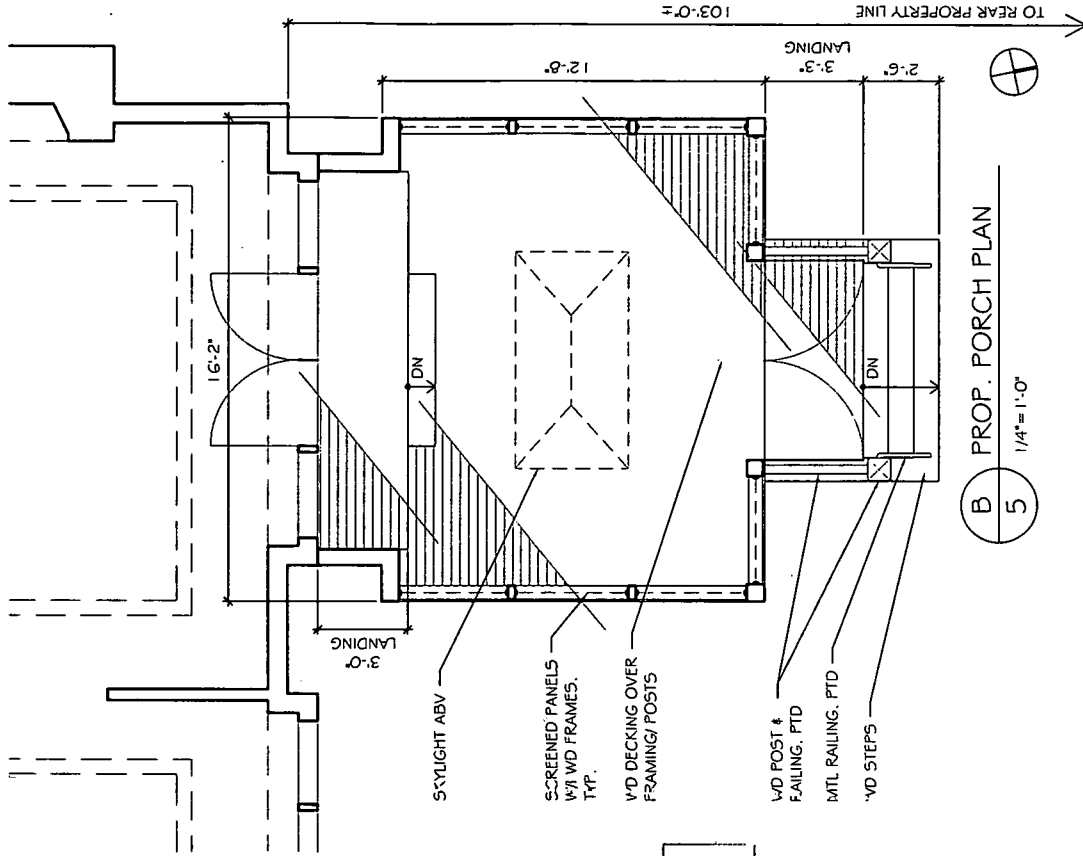 TO REAR PROPERTY LINE
103'-0"±
16'-2"
12'-8"
3'-3"
LANDING
2'-6"
3'-0"
LANDING
DN
DN
SKYLIGHT ABV
SCREENED PANELS
W/ WD FRAMES.
TYP.
WD DECKING OVER
FRAMING/ POSTS
WD POST &
RAILING. PTD
MTL RAILING. PTD
WD STEPS
B
5
PROP. PORCH PLAN
1/4" = 1'-0"